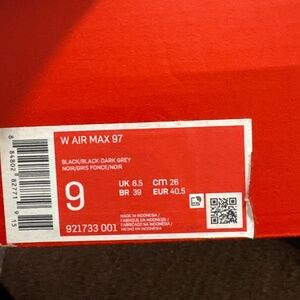 W AIR MAX 97
BLACK/BLACK-DARK GREY
NOIR/GRIS FONCE/NOIR
9
UK 6.5 CM 26
BR 39 EUR 40.5
921733 001
MADE IN INDONESIA /
FABRIQUE EN INDONESIE /
HECHO EN INDONESIA